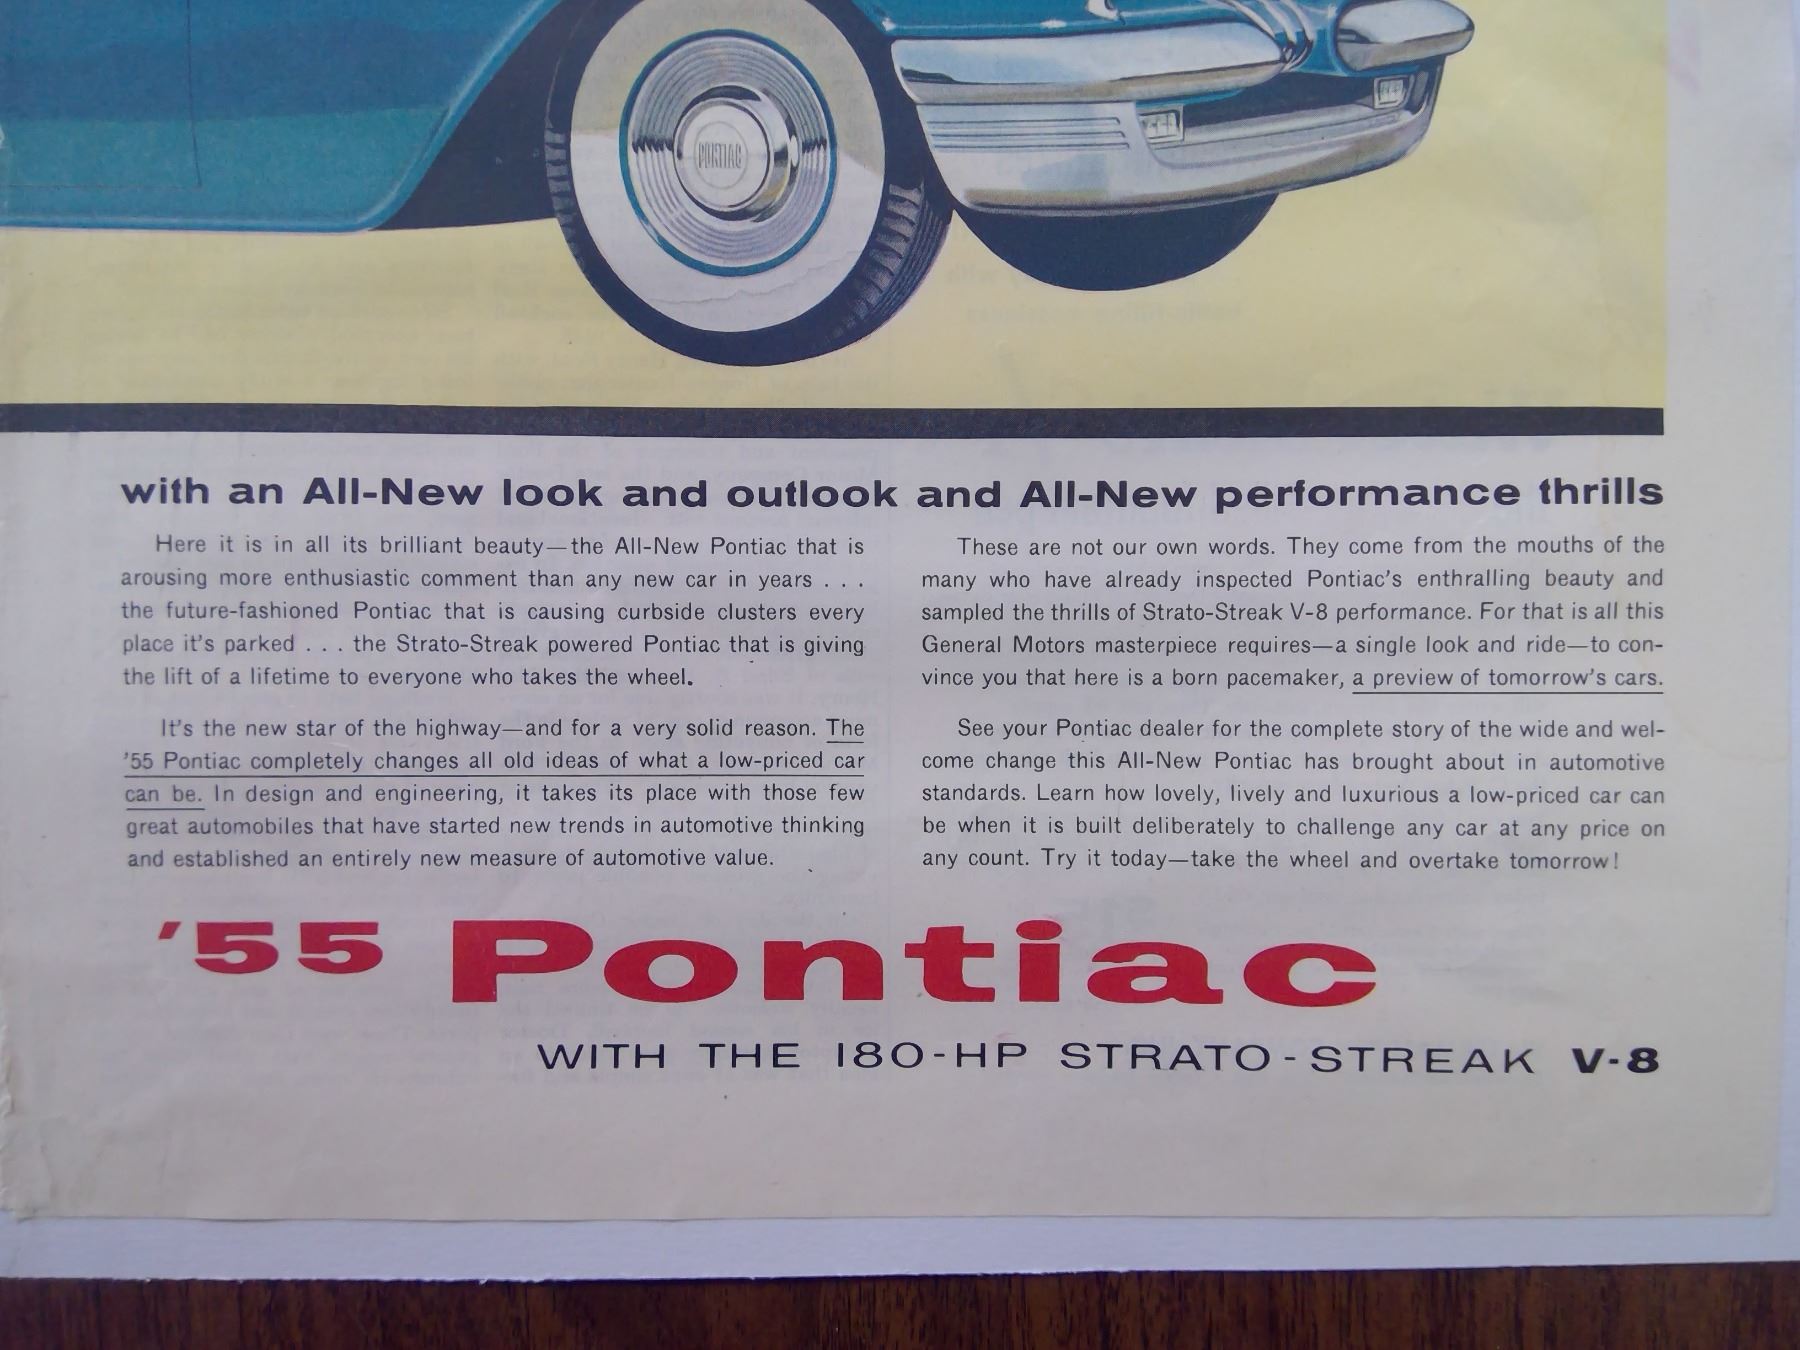 PONTIAC
with an All-New look and outlook and All-New performance thrills
Here it is in all its brilliant beauty—the All-New Pontiac that is
arousing more enthusiastic comment than any new car in years . . .
the future-fashioned Pontiac that is causing curbside clusters every
place it's parked . . . the Strato-Streak powered Pontiac that is giving
the lift of a lifetime to everyone who takes the wheel.
It's the new star of the highway—and for a very solid reason. The
'55 Pontiac completely changes all old ideas of what a low-priced car
can be. In design and engineering, it takes its place with those few
great automobiles that have started new trends in automotive thinking
and established an entirely new measure of automotive value.
These are not our own words. They come from the mouths of the
many who have already inspected Pontiac's enthralling beauty and
sampled the thrills of Strato-Streak V-8 performance. For that is all this
General Motors masterpiece requires—a single look and ride—to con-
vince you that here is a born pacemaker, a preview of tomorrow's cars.
See your Pontiac dealer for the complete story of the wide and wel-
come change this All-New Pontiac has brought about in automotive
standards. Learn how lovely, lively and luxurious a low-priced car can
be when it is built deliberately to challenge any car at any price on
any count. Try it today—take the wheel and overtake tomorrow!
'55 Pontiac
WITH THE 180-HP STRATO-STREAK V-8